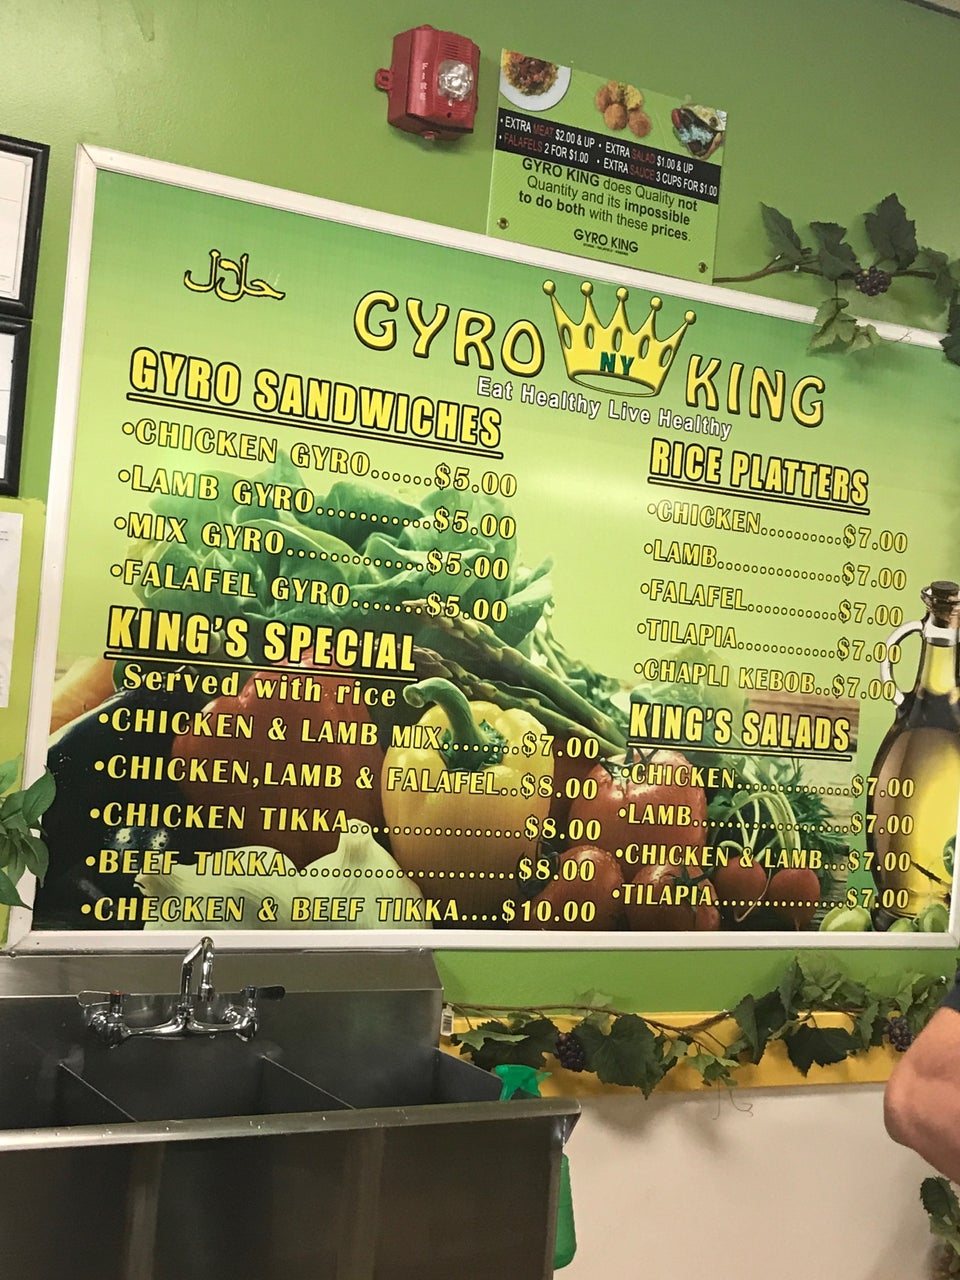 FIRE
• EXTRA MEAT $2.00 & UP • EXTRA SALAD $1.00 & UP
• FALAFELS 2 FOR $1.00 • EXTRA SAUCE 3 CUPS FOR $1.00
GYRO KING does Quality not
Quantity and its impossible
to do both with these prices.
GYRO KING
حلال
GYRO NY KING
Eat Healthy Live Healthy
GYRO SANDWICHES
•CHICKEN GYRO......$5.00
•LAMB GYRO...........$5.00
•MIX GYRO.............$5.00
•FALAFEL GYRO.......$5.00
KING'S SPECIAL
Served with rice
•CHICKEN & LAMB MIX........$7.00
•CHICKEN,LAMB & FALAFEL..$8.00
•CHICKEN TIKKA.................$8.00
•BEEF TIKKA......................$8.00
•CHECKEN & BEEF TIKKA....$10.00
RICE PLATTERS
•CHICKEN..........$7.00
•LAMB...............$7.00
•FALAFEL...........$7.00
•TILAPIA............$7.00
•CHAPLI KEBOB..$7.00
KING'S SALADS
•CHICKEN.............$7.00
•LAMB..................$7.00
•CHICKEN & LAMB...$7.00
•TILAPIA...............$7.00